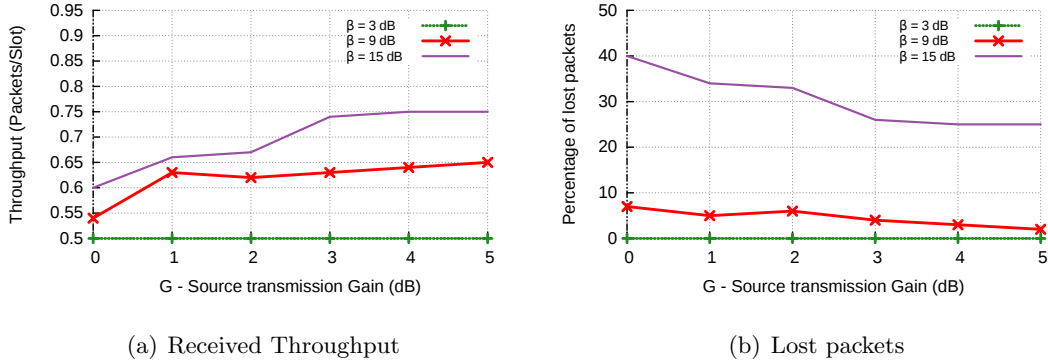 Throughput (Packets/Slot)
0.95
0.9
0.85
0.8
0.75
0.7
0.65
0.6
0.55
0.5
0 1 2 3 4 5
G - Source transmission Gain (dB)
β = 3 dB
β = 9 dB
β = 15 dB
(a) Received Throughput
Percentage of lost packets
50
40
30
20
10
0
0 1 2 3 4 5
G - Source transmission Gain (dB)
β = 3 dB
β = 9 dB
β = 15 dB
(b) Lost packets